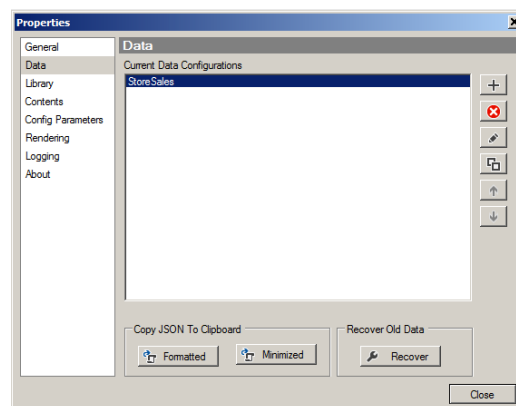 Properties
General
Data
Library
Contents
Config Parameters
Rendering
Logging
About
Data
Current Data Configurations
StoreSales
Copy JSON To Clipboard
Formatted
Minimized
Recover Old Data
Recover
Close